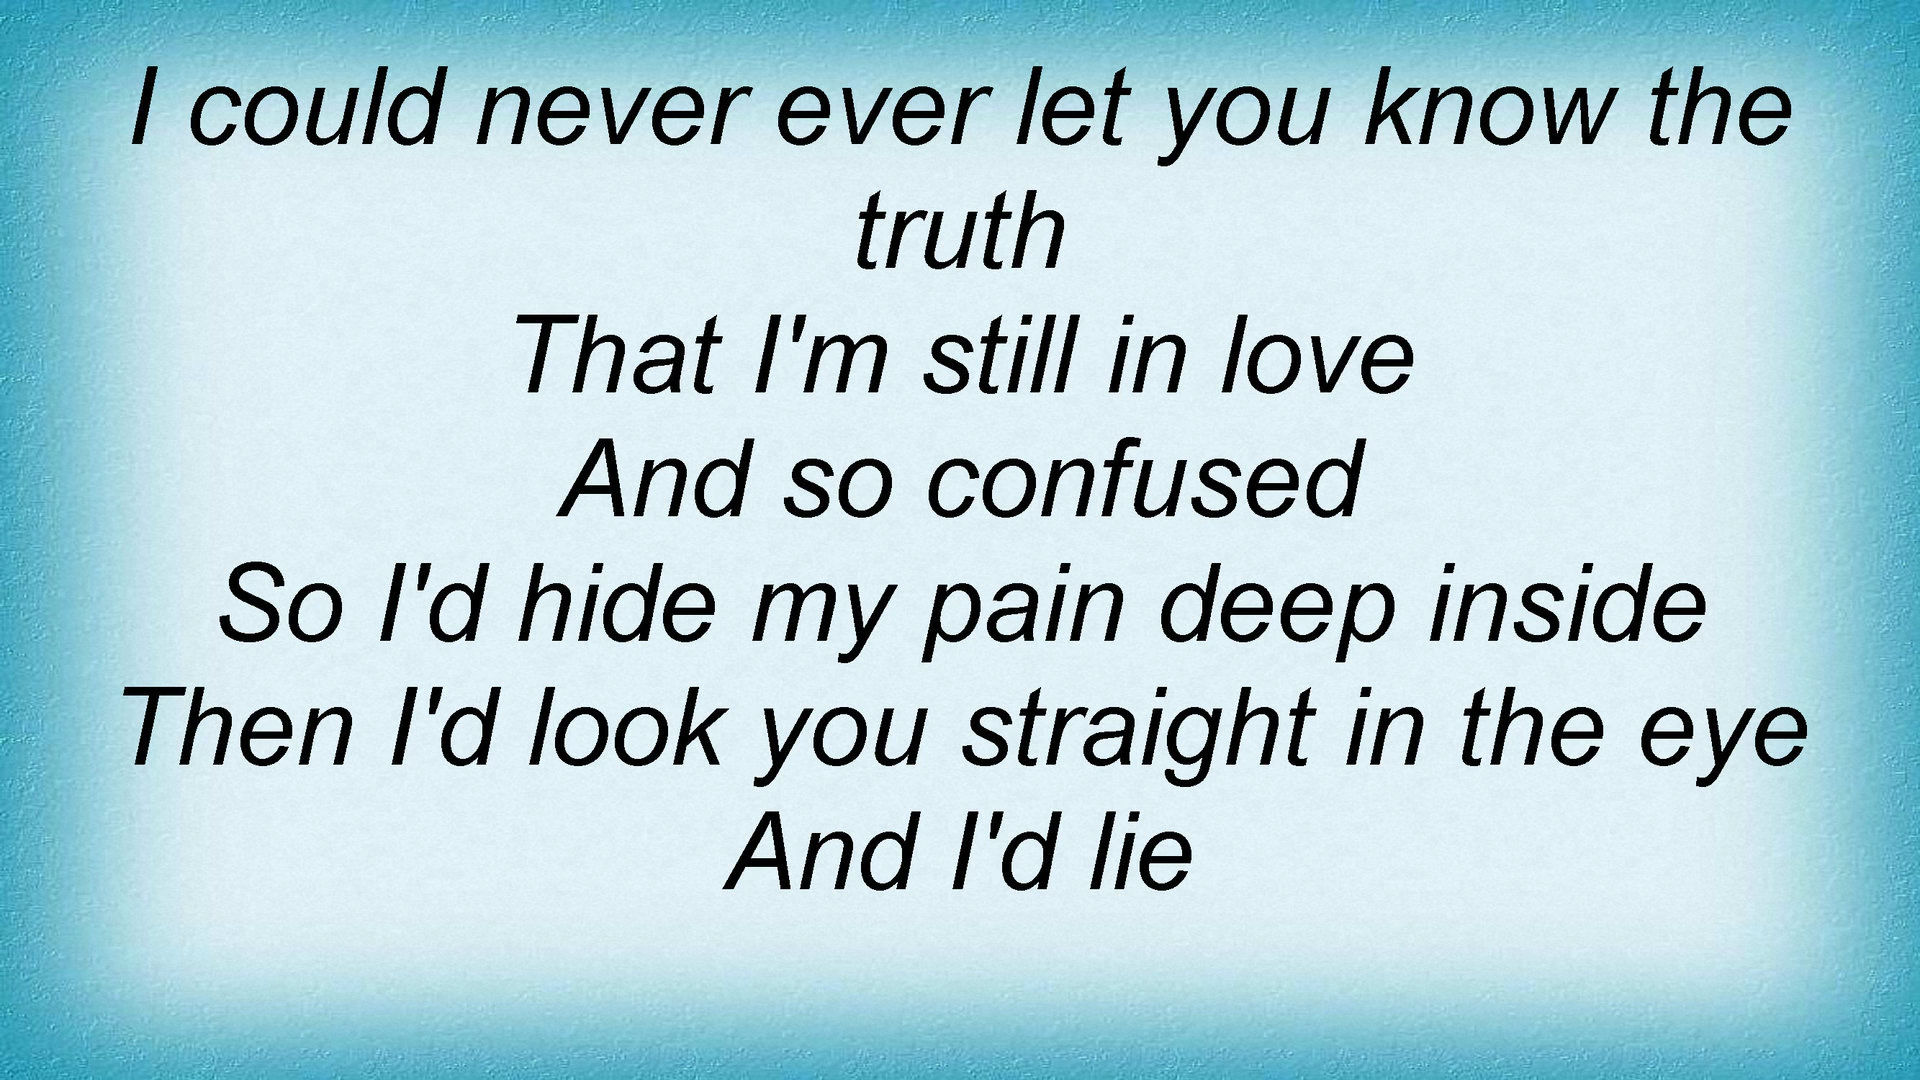 I could never ever let you know the
truth
That I'm still in love
And so confused
So I'd hide my pain deep inside
Then I'd look you straight in the eye
And I'd lie